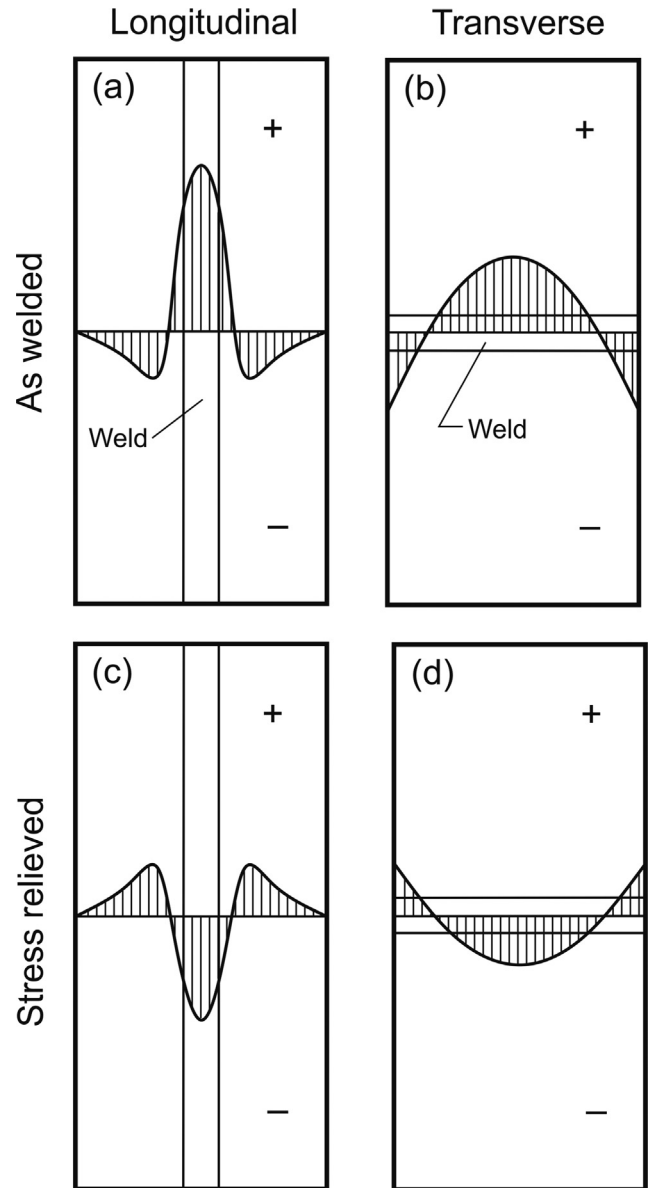 Longitudinal
Transverse
As welded
(a)
+
Weld
−
(b)
+
Weld
−
Stress relieved
(c)
+
−
(d)
+
−